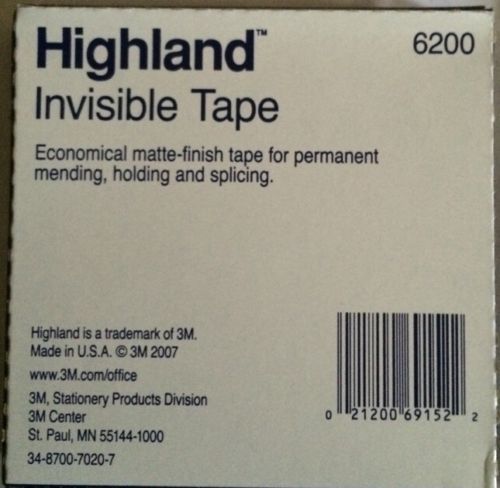 Highland™ 6200
Invisible Tape
Economical matte-finish tape for permanent
mending, holding and splicing.
Highland is a trademark of 3M.
Made in U.S.A. © 3M 2007
www.3M.com/office
3M, Stationery Products Division
3M Center
St. Paul, MN 55144-1000
34-8700-7020-7
0 21200 69152 2